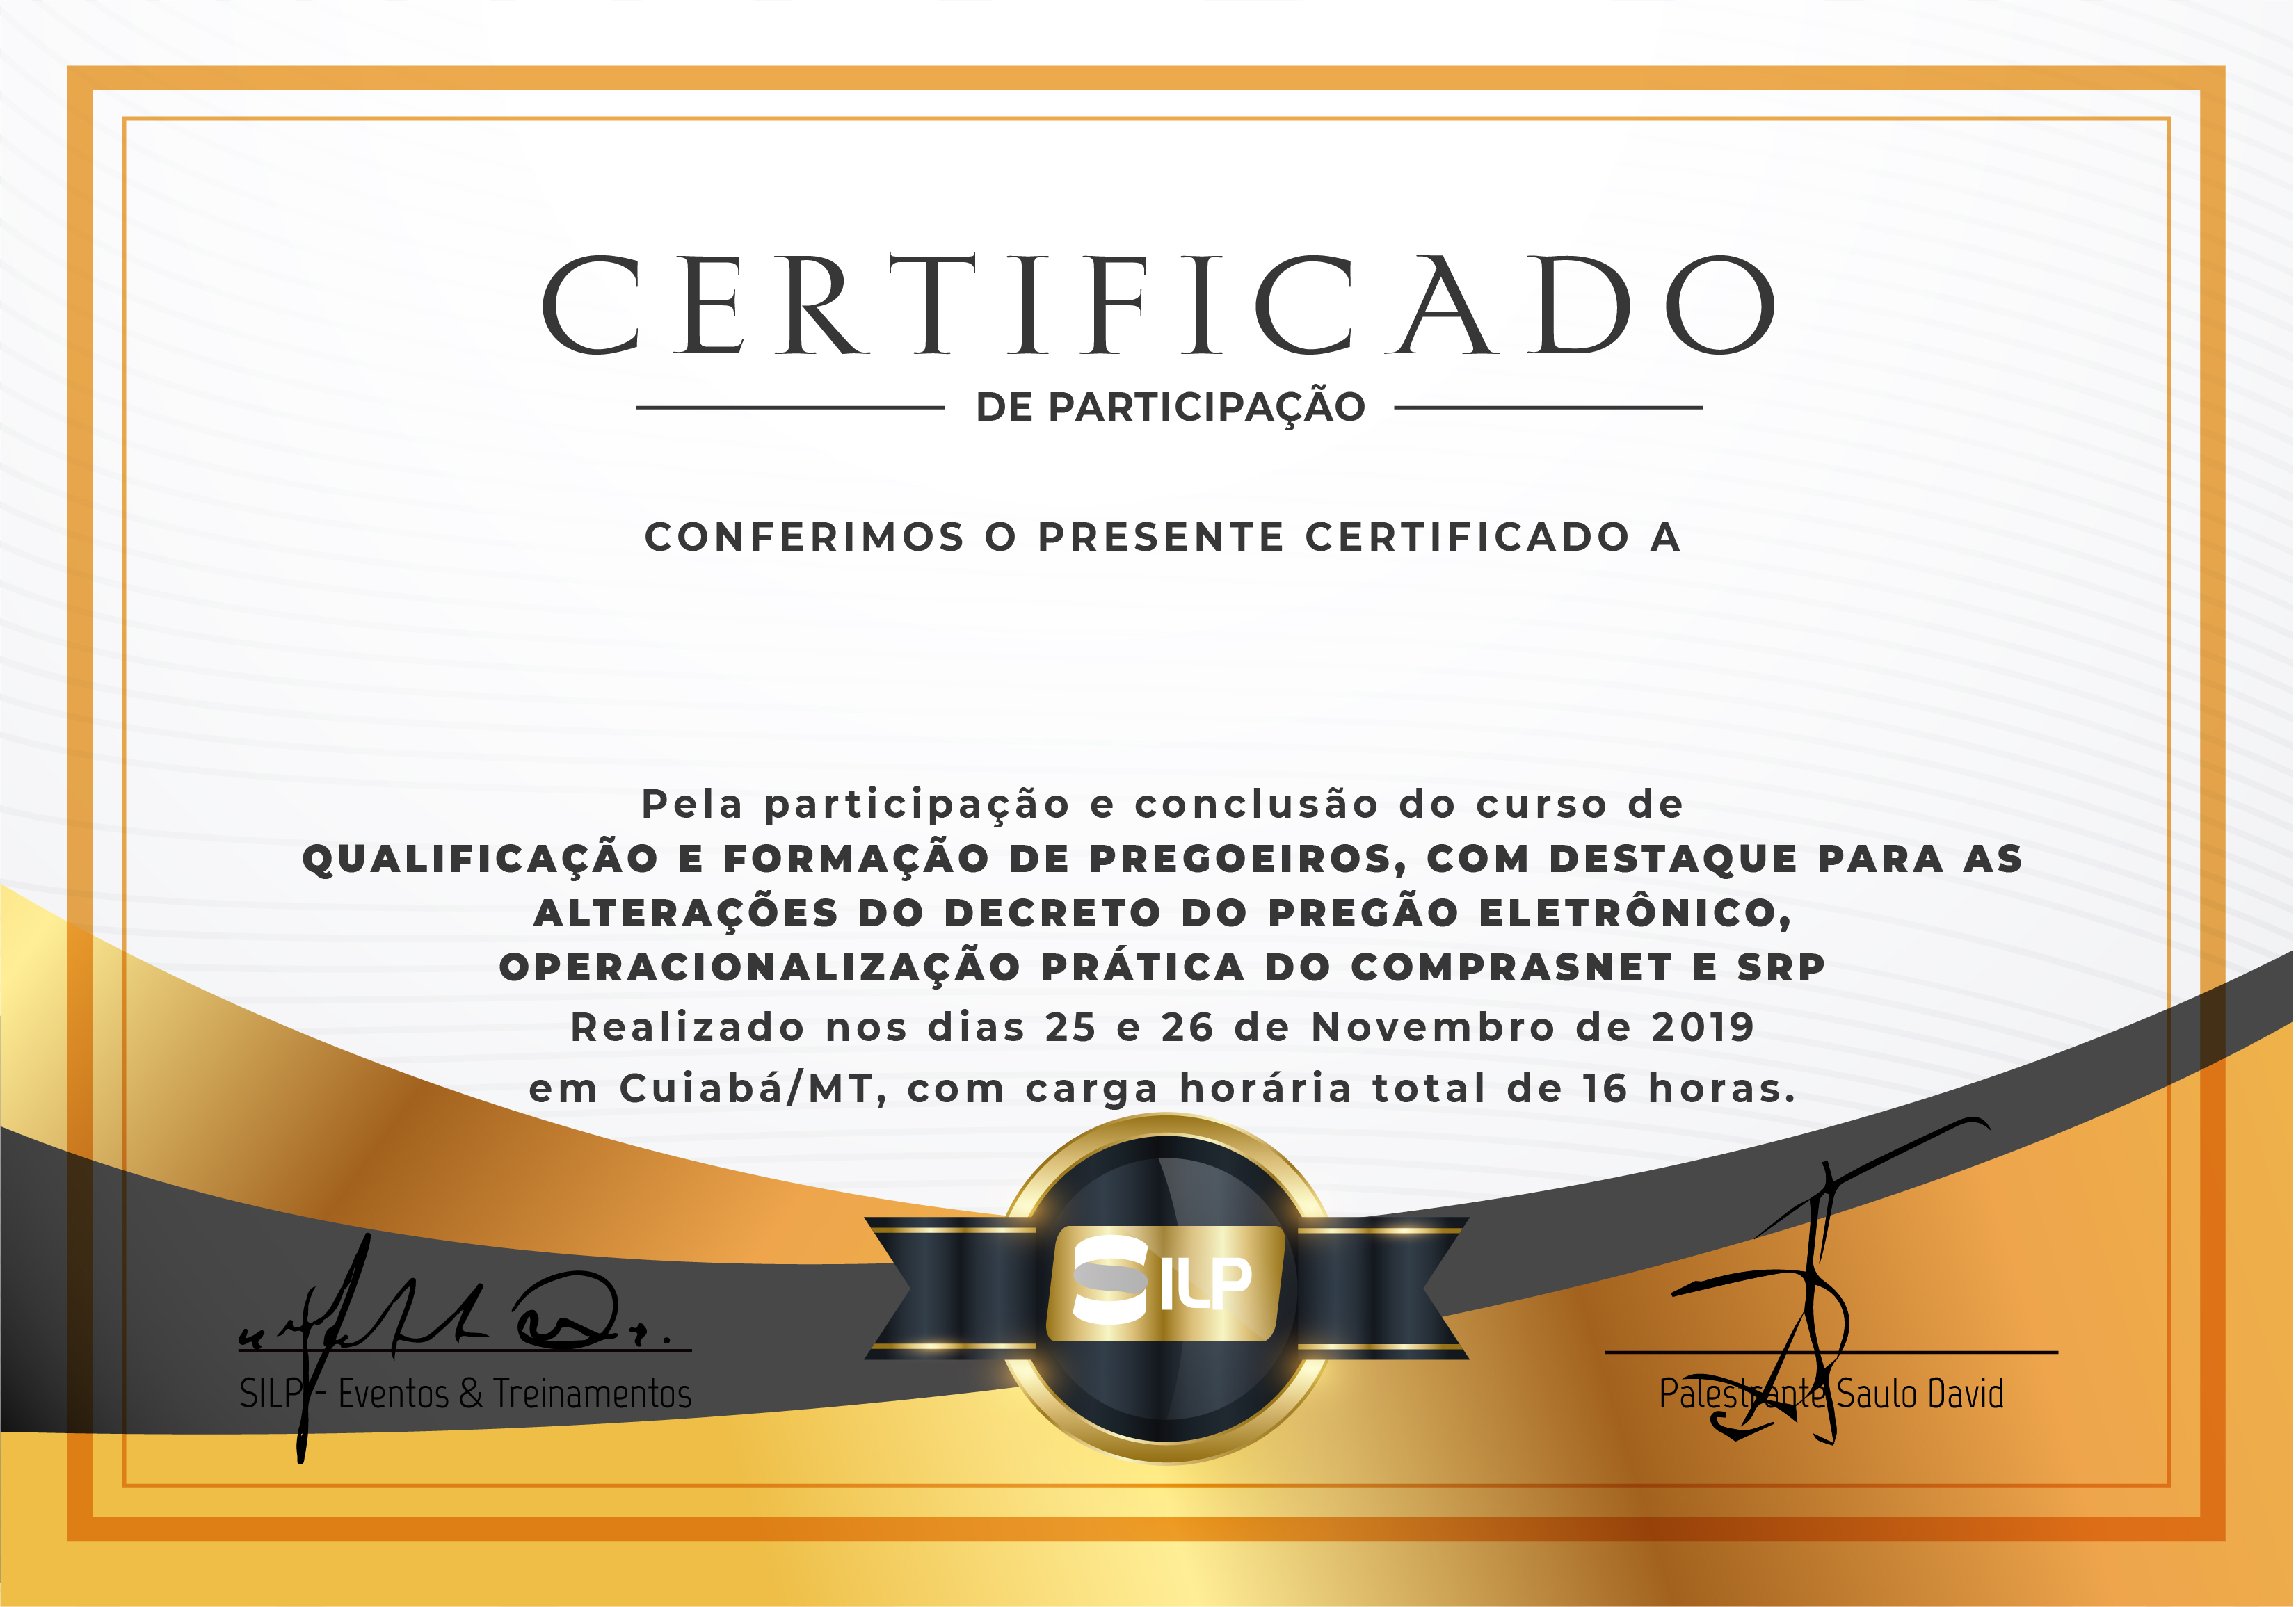 CERTIFICADO
DE PARTICIPAÇÃO
CONFERIMOS O PRESENTE CERTIFICADO A
Pela participação e conclusão do curso de
QUALIFICAÇÃO E FORMAÇÃO DE PREGOEIROS, COM DESTAQUE PARA AS
ALTERAÇÕES DO DECRETO DO PREGÃO ELETRÔNICO,
OPERACIONALIZAÇÃO PRÁTICA DO COMPRASNET E SRP
Realizado nos dias 25 e 26 de Novembro de 2019
em Cuiabá/MT, com carga horária total de 16 horas.
SILP
SILP - Eventos & Treinamentos
Palestrante Saulo David